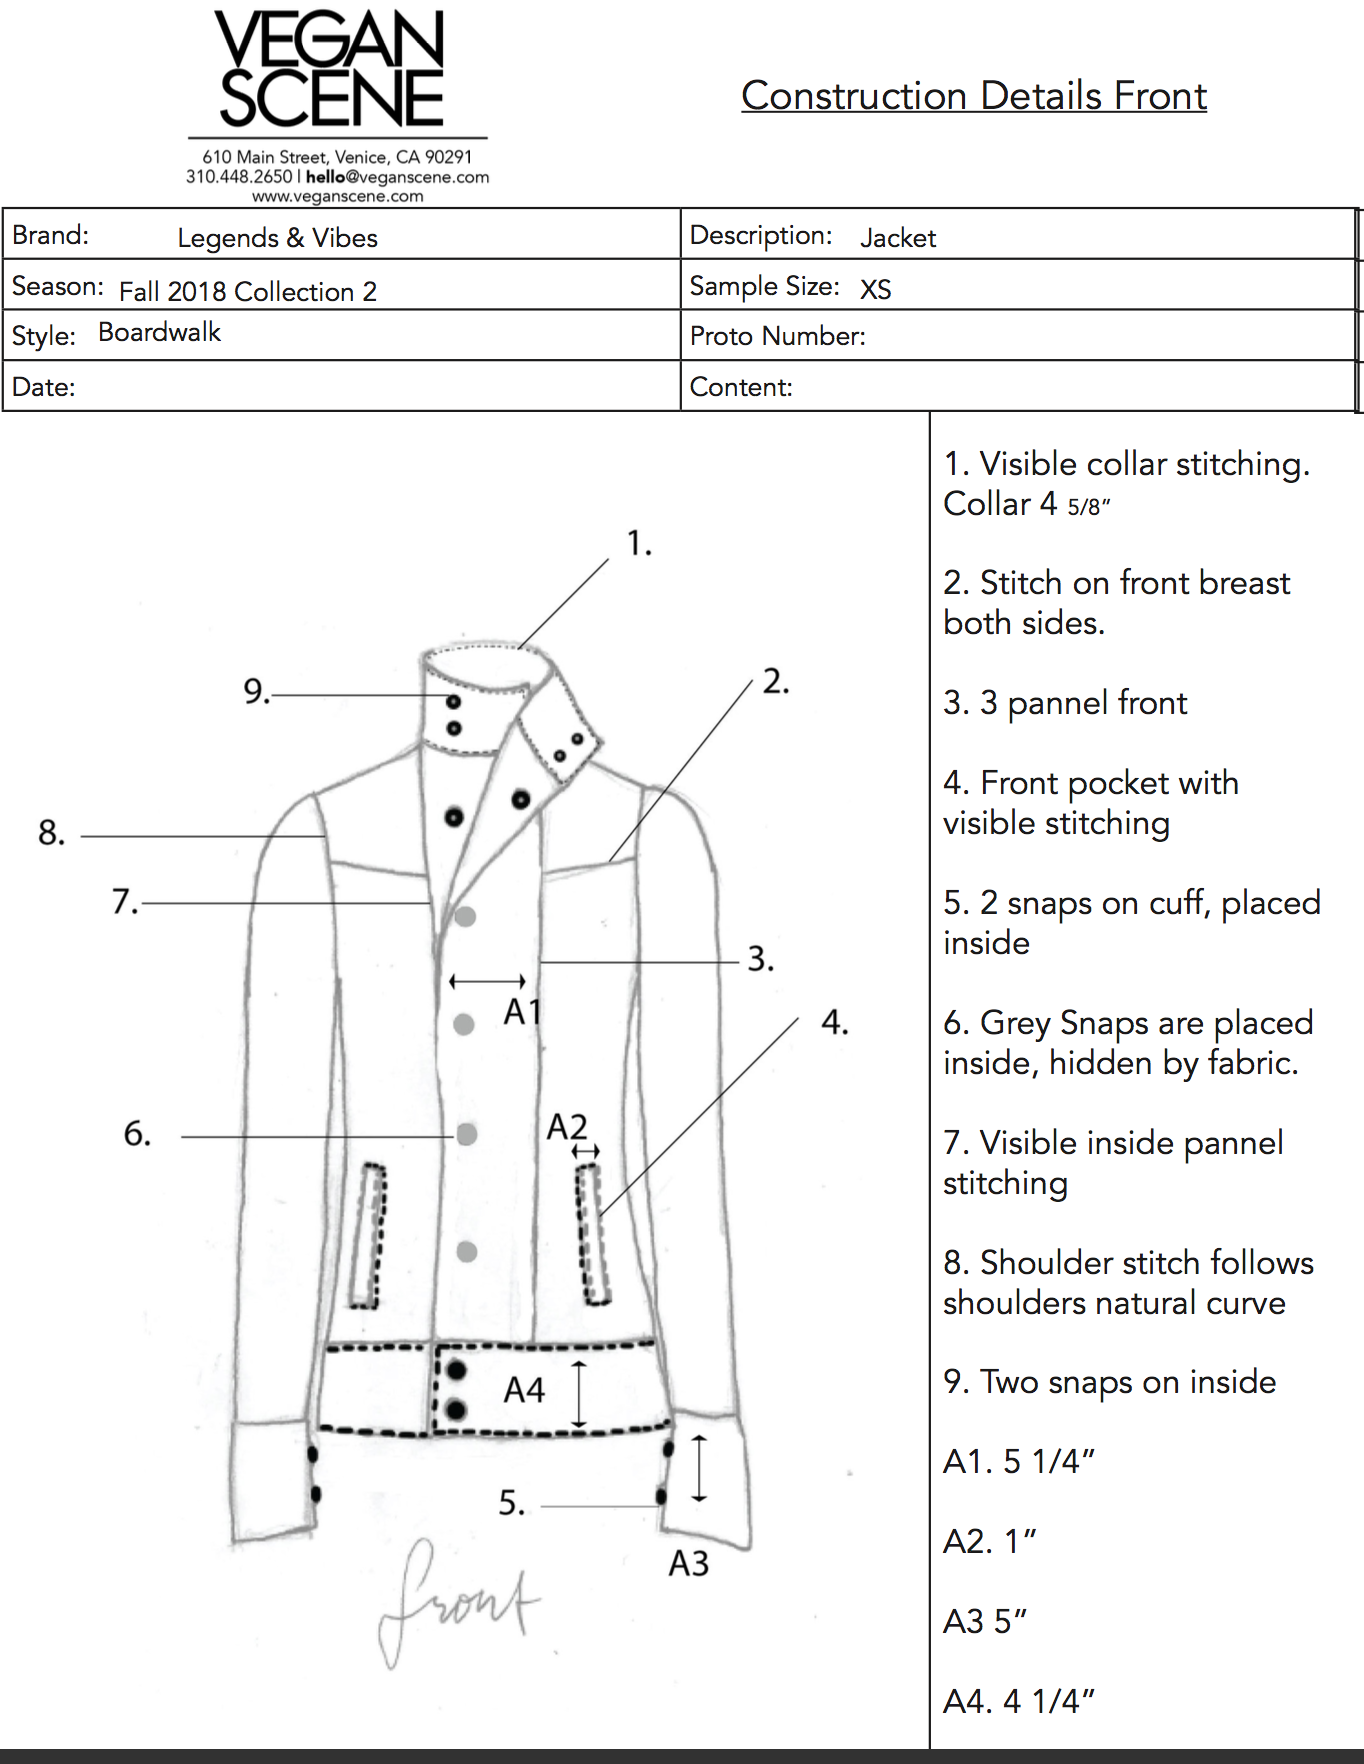 VEGAN
SCENE
610 Main Street, Venice, CA 90291
310.448.2650 | hello@veganscene.com
www.veganscene.com
Construction Details Front
Brand: Legends & Vibes
Description: Jacket
Season: Fall 2018 Collection 2
Sample Size: XS
Style: Boardwalk
Proto Number:
Date:
Content:
1.
2.
9.
8.
7.
3.
A1
4.
A2
6.
A4
5.
A3
front
1. Visible collar stitching.
Collar 4 5/8”
2. Stitch on front breast
both sides.
3. 3 pannel front
4. Front pocket with
visible stitching
5. 2 snaps on cuff, placed
inside
6. Grey Snaps are placed
inside, hidden by fabric.
7. Visible inside pannel
stitching
8. Shoulder stitch follows
shoulders natural curve
9. Two snaps on inside
A1. 5 1/4”
A2. 1”
A3 5”
A4. 4 1/4”